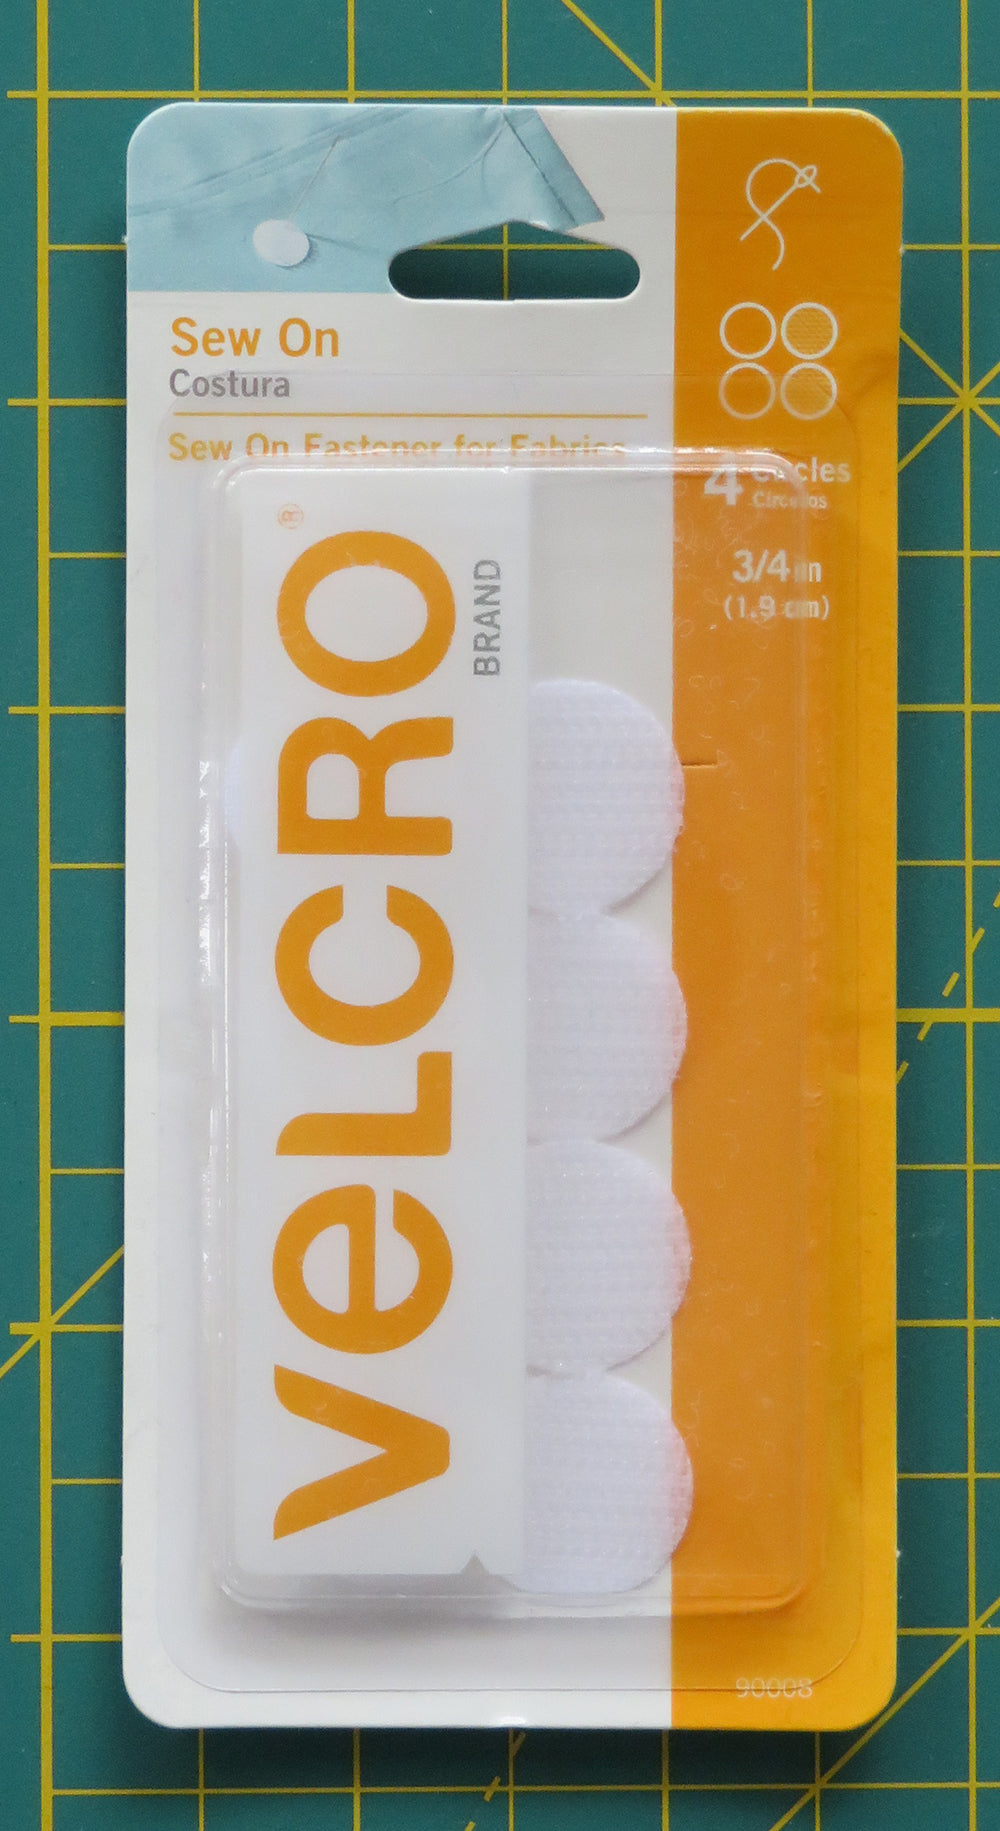 Sew On
Costura
Sew On Fastener for Fabrics
4 Circles
Círculos
3/4 in
(1.9 cm)
VELCRO®
BRAND
90008